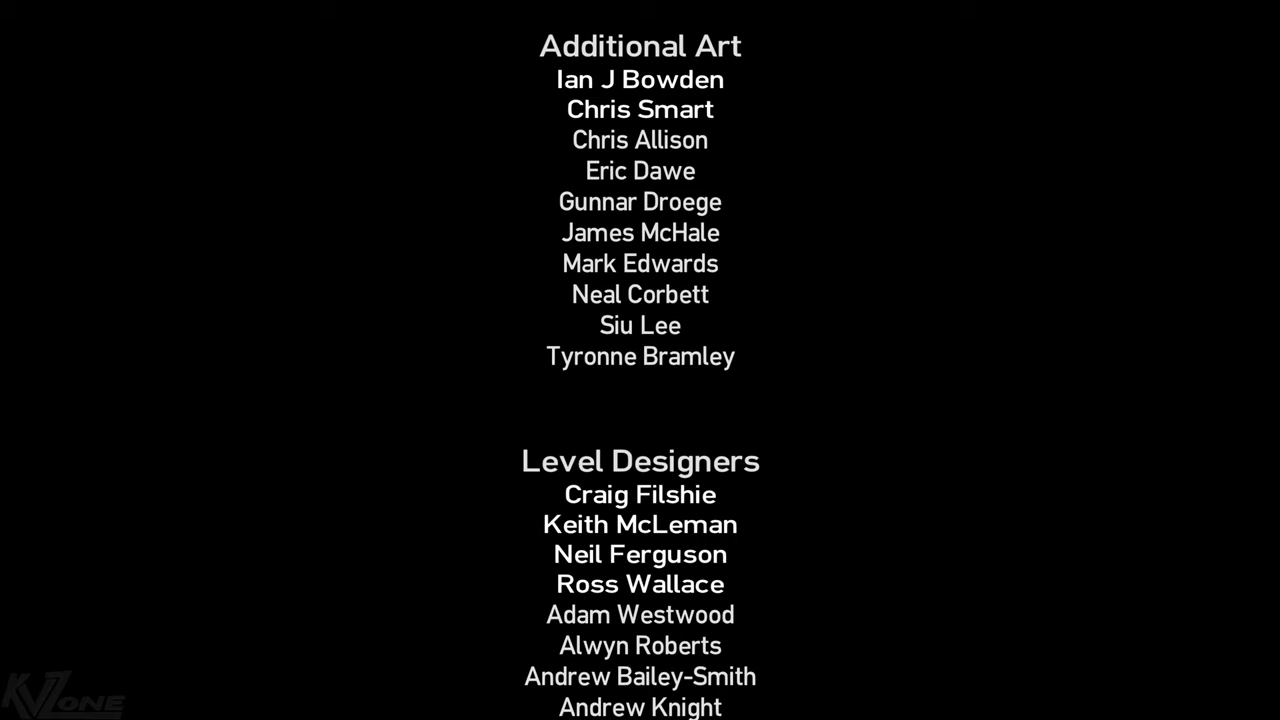 Additional Art
Ian J Bowden
Chris Smart
Chris Allison
Eric Dawe
Gunnar Droege
James McHale
Mark Edwards
Neal Corbett
Siu Lee
Tyronne Bramley
Level Designers
Craig Filshie
Keith McLeman
Neil Ferguson
Ross Wallace
Adam Westwood
Alwyn Roberts
Andrew Bailey-Smith
Andrew Knight
KVZONE